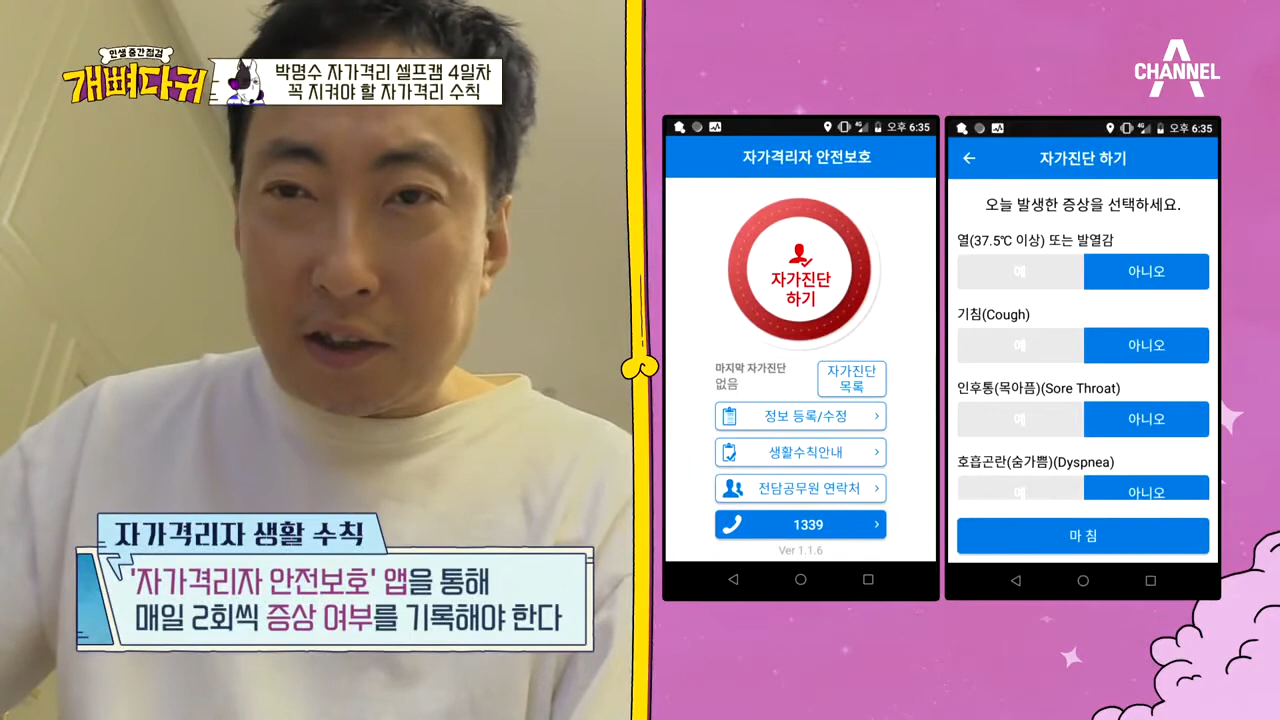 인생 중간점검
개뼈다귀
박명수 자가격리 셀프캠 4일차
꼭 지켜야 할 자가격리 수칙
CHANNEL
오후 6:35
자가격리자 안전보호
자가진단
하기
마지막 자가진단
없음
자가진단
목록
정보 등록/수정
생활수칙안내
전담공무원 연락처
1339
Ver 1.1.6
오후 6:35
자가진단 하기
오늘 발생한 증상을 선택하세요.
열(37.5℃ 이상) 또는 발열감
예 아니오
기침(Cough)
예 아니오
인후통(목아픔)(Sore Throat)
예 아니오
호흡곤란(숨가쁨)(Dyspnea)
예 아니오
마 침
자가격리자 생활 수칙
'자가격리자 안전보호' 앱을 통해
매일 2회씩 증상 여부를 기록해야 한다